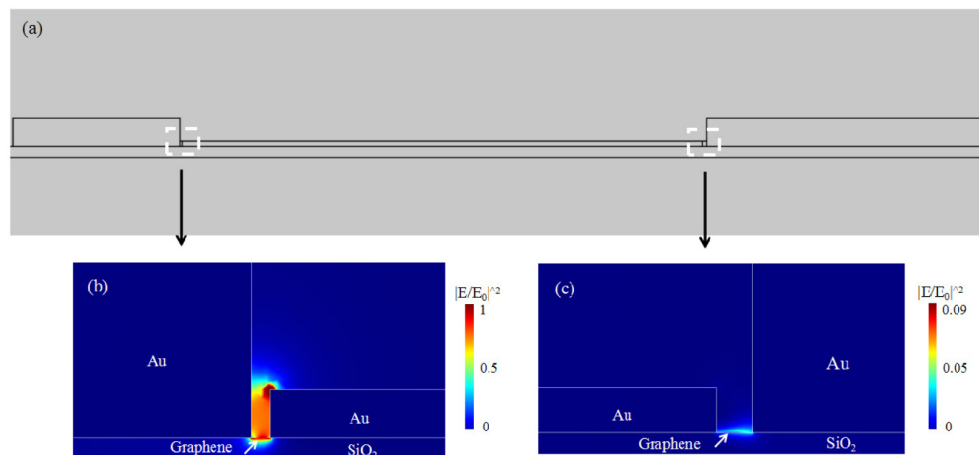 (a)
(b)
|E/E₀|^2
1
0.5
0
Au
Au
Graphene
SiO₂
(c)
|E/E₀|^2
0.09
0.05
0
Au
Au
Graphene
SiO₂